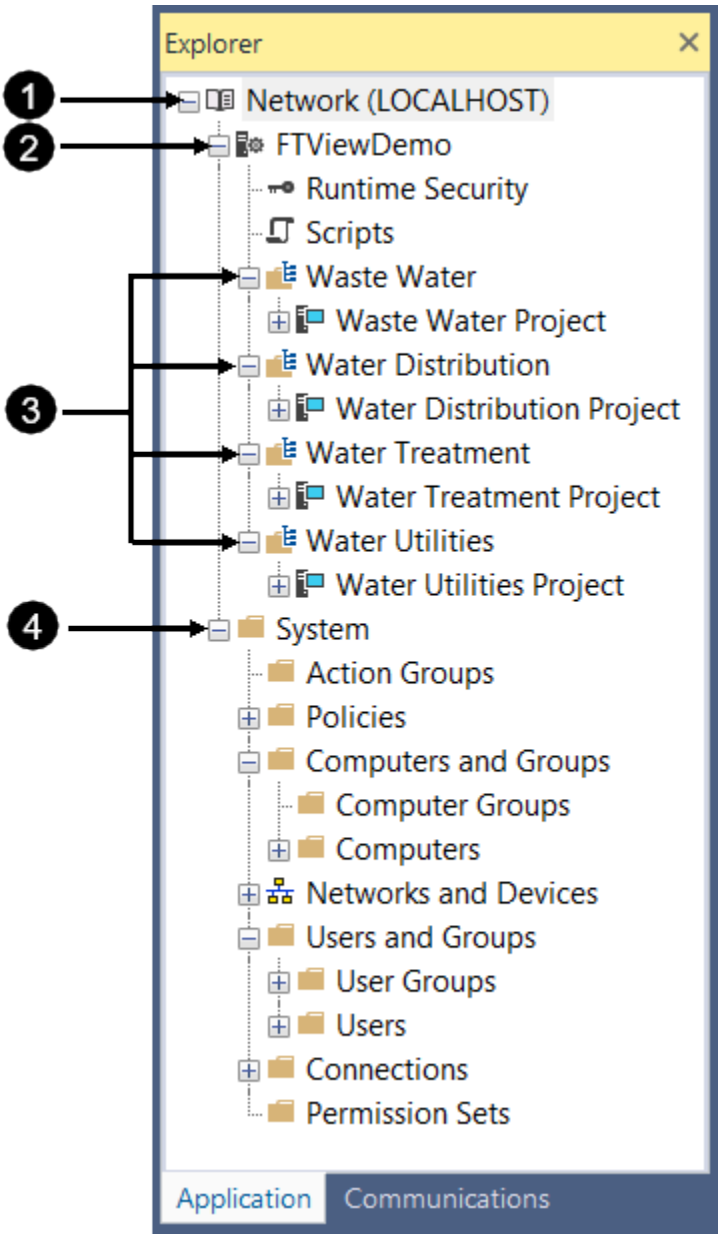 Explorer
1 Network (LOCALHOST)
2 FTViewDemo
Runtime Security
Scripts
Waste Water
Waste Water Project
Water Distribution
3 Water Distribution Project
Water Treatment
Water Treatment Project
Water Utilities
Water Utilities Project
4 System
Action Groups
Policies
Computers and Groups
Computer Groups
Computers
Networks and Devices
Users and Groups
User Groups
Users
Connections
Permission Sets
Application Communications